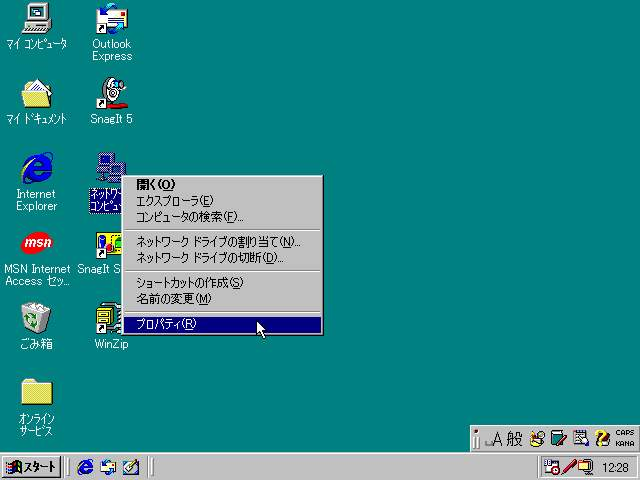 マイ コンピュータ
Outlook
Express
マイ ドキュメント
SnagIt 5
Internet
Explorer
ネットワー
コンピュー
msn
MSN Internet
Access セッ...
SnagIt S
ごみ箱
WinZip
オンライン
サービス
開く(O)
エクスプローラ(E)
コンピュータの検索(F)...
ネットワーク ドライブの割り当て(N)...
ネットワーク ドライブの切断(D)...
ショートカットの作成(S)
名前の変更(M)
プロパティ(R)
_A 般
CAPS
KANA
スタート
12:28